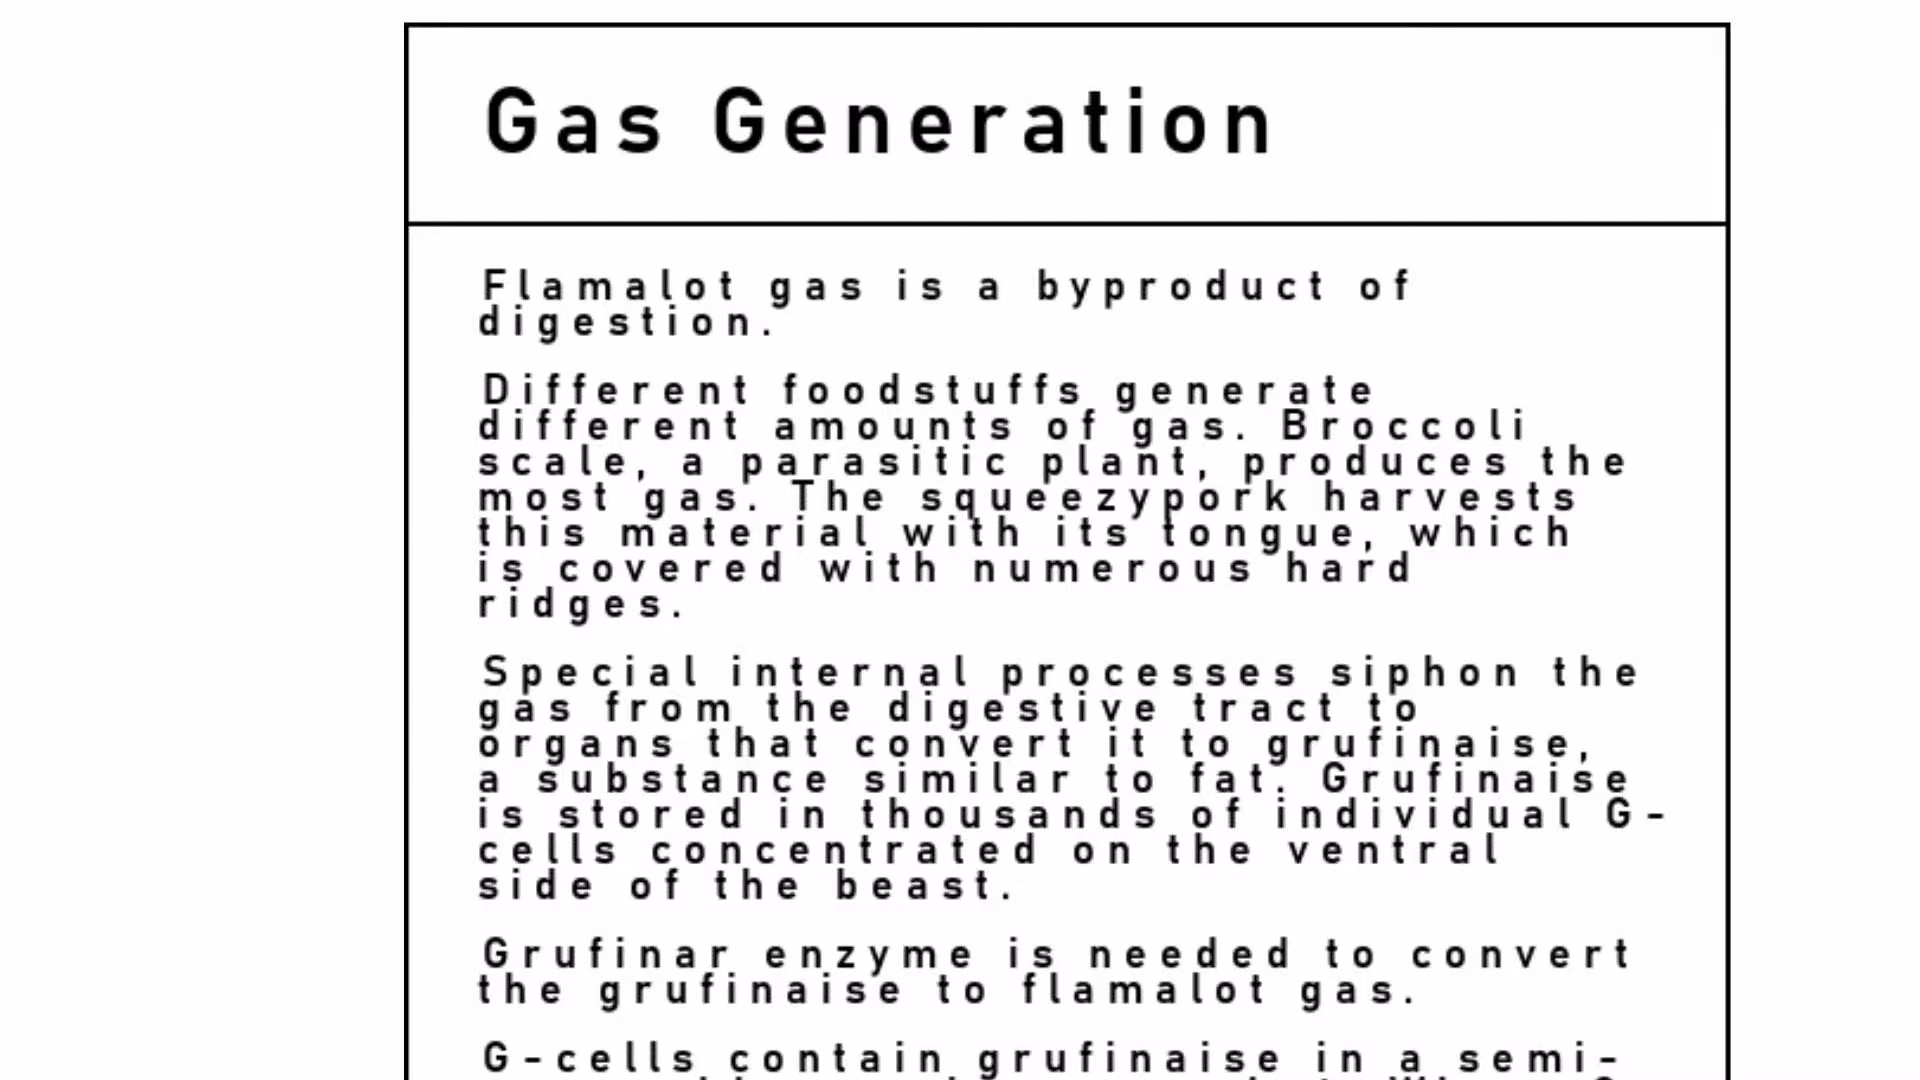 Gas Generation
Flamalot gas is a byproduct of
digestion.
Different foodstuffs generate
different amounts of gas. Broccoli
scale, a parasitic plant, produces the
most gas. The squeezypork harvests
this material with its tongue, which
is covered with numerous hard
ridges.
Special internal processes siphon the
gas from the digestive tract to
organs that convert it to grufinaise,
a substance similar to fat. Grufinaise
is stored in thousands of individual G-
cells concentrated on the ventral
side of the beast.
Grufinar enzyme is needed to convert
the grufinaise to flamalot gas.
G-cells contain grufinaise in a semi-